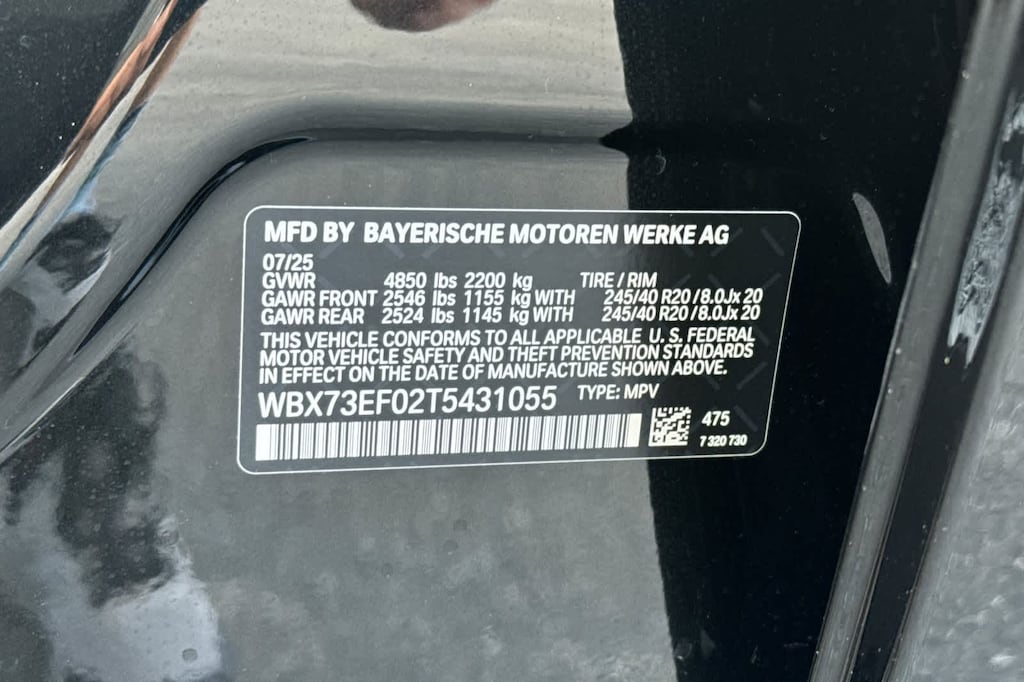 MFD BY BAYERISCHE MOTOREN WERKE AG
07/25
GVWR 4850 lbs 2200 kg TIRE / RIM
GAWR FRONT 2546 lbs 1155 kg WITH 245/40 R20 /8.0Jx 20
GAWR REAR 2524 lbs 1145 kg WITH 245/40 R20 /8.0Jx 20
THIS VEHICLE CONFORMS TO ALL APPLICABLE U. S. FEDERAL
MOTOR VEHICLE SAFETY AND THEFT PREVENTION STANDARDS
IN EFFECT ON THE DATE OF MANUFACTURE SHOWN ABOVE.
WBX73EF02T5431055 TYPE: MPV
475
7 320 730